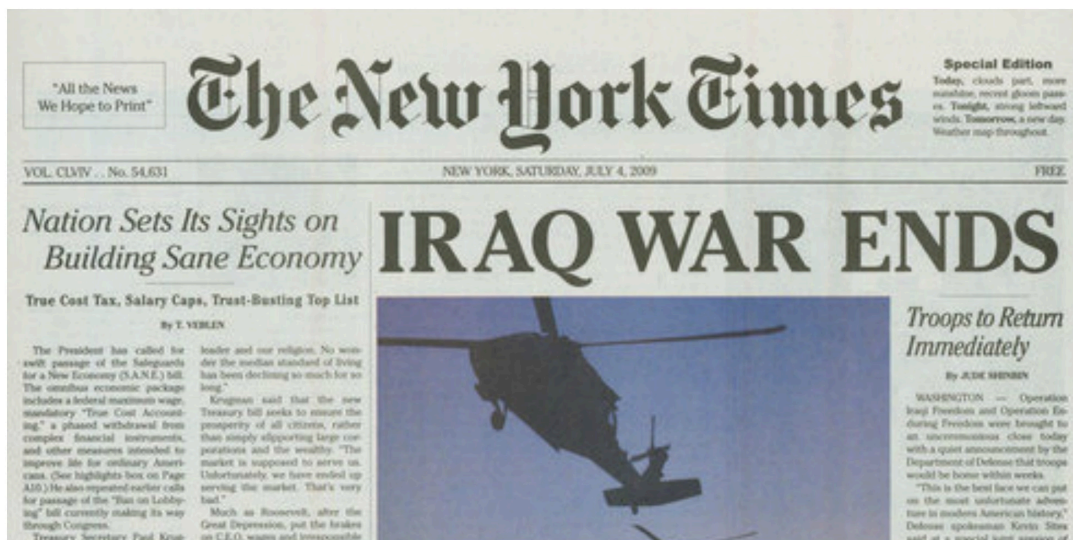 "All the News
We Hope to Print"
The New York Times
Special Edition
Today, clouds part, more
sunshine, recent gloom pass-
es. Tonight, strong leftward
winds. Tomorrow, a new day.
Weather map throughout.
VOL. CLVIV . . No. 54,631
NEW YORK, SATURDAY, JULY 4, 2009
FREE
Nation Sets Its Sights on
Building Sane Economy
True Cost Tax, Salary Caps, Trust-Busting Top List
By T. VEBLEN
The President has called for
swift passage of the Safeguards
for a New Economy (S.A.N.E.) bill.
The omnibus economic package
includes a federal maximum wage,
mandatory "True Cost Account-
ing," a phased withdrawal from
complex financial instruments,
and other measures intended to
improve life for ordinary Ameri-
cans. (See highlights box on Page
A10.) He also repeated earlier calls
for passage of the "Ban on Lobby-
ing" bill currently making its way
through Congress.
Treasury Secretary Paul Krug-
leader and our religion. No won-
der the median standard of living
has been declining so much for so
long."
Krugman said that the new
Treasury bill seeks to ensure the
prosperity of all citizens, rather
than simply supporting large cor-
porations and the wealthy. "The
market is supposed to serve us.
Unfortunately, we have ended up
serving the market. That's very
bad."
Much as Roosevelt, after the
Great Depression, put the brakes
on C.E.O. wages and irresponsible
IRAQ WAR ENDS
Troops to Return
Immediately
By JUDE SHINBIN
WASHINGTON — Operation
Iraqi Freedom and Operation En-
during Freedom were brought to
an unceremonious close today
with a quiet announcement by the
Department of Defense that troops
would be home within weeks.
"This is the best face we can put
on the most unfortunate adven-
ture in modern American history,"
Defense spokesman Kevin Sites
said at a special joint session of